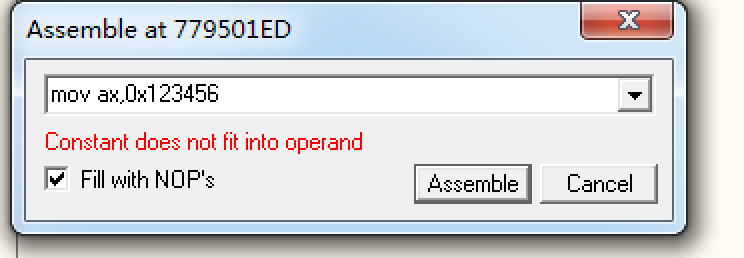 Assemble at 779501ED
mov ax,0x123456
Constant does not fit into operand
Fill with NOP's
Assemble
Cancel